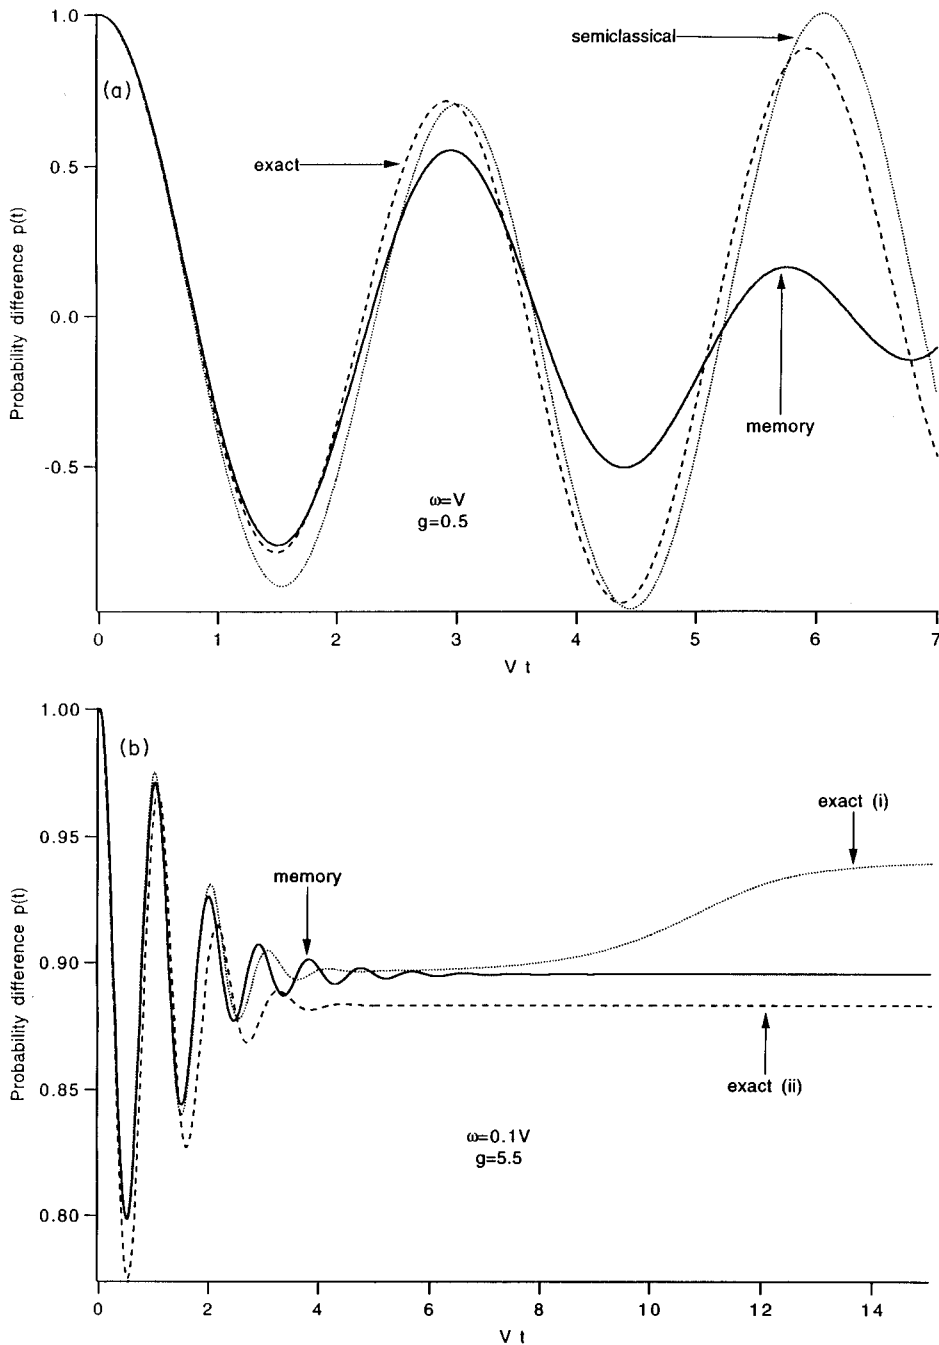 1.0
semiclassical
(a)
exact
0.5
Probability difference p(t)
0.0
memory
-0.5
ω=V
g=0.5
0 1 2 3 4 5 6 7
V t
1.00
(b)
exact (i)
0.95
memory
Probability difference p(t)
0.90
exact (ii)
0.85
ω=0.1V
g=5.5
0.80
0 2 4 6 8 10 12 14
V t